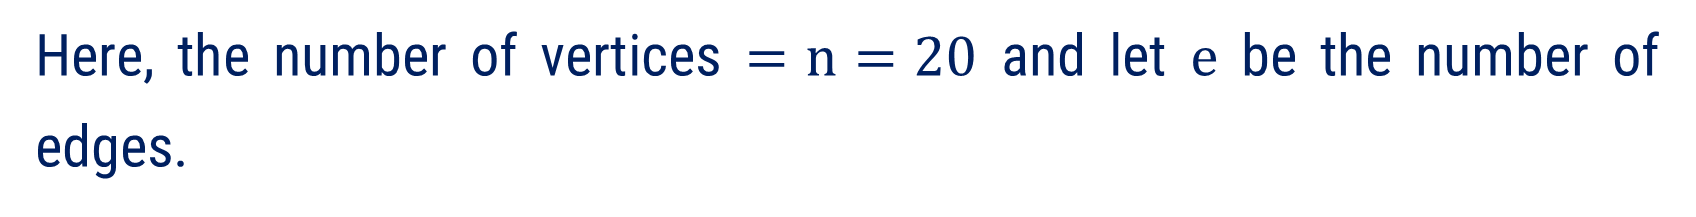 Here, the number of vertices = n = 20 and let e be the number of
edges.